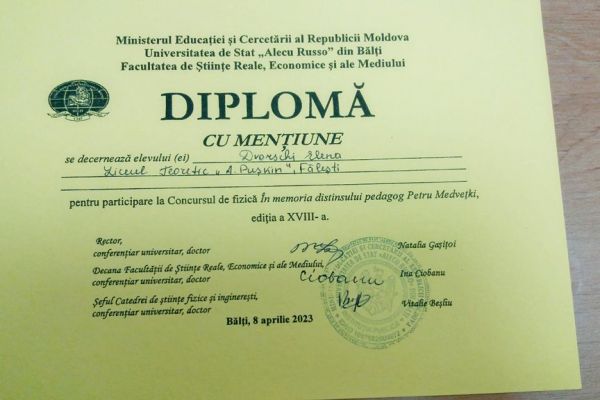 Ministerul Educației și Cercetării al Republicii Moldova
Universitatea de Stat „Alecu Russo" din Bălți
Facultatea de Științe Reale, Economice și ale Mediului
DIPLOMĂ
CU MENȚIUNE
se decernează elevului (ei) Dvorschi Elena
Liceul Teoretic „A. Pușkin", Fălești
pentru participare la Concursul de fizică În memoria distinsului pedagog Petru Medvețki,
ediția a XVIII- a.
Rector,
conferențiar universitar, doctor Natalia Gașițoi
Decana Facultății de Științe Reale, Economice și ale Mediului,
conferențiar universitar, doctor Ciobanu Ina Ciobanu
Șeful Catedrei de științe fizice și inginerești,
conferențiar universitar, doctor Vitalie Beșliu
Bălți, 8 aprilie 2023